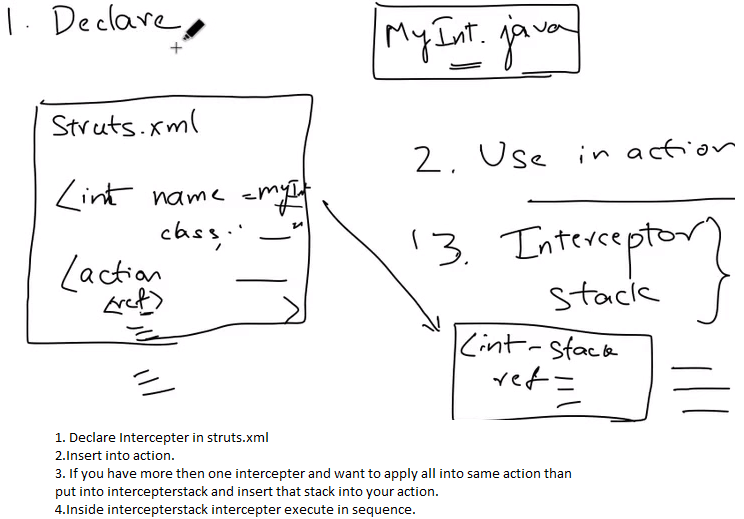 1. Declare
MyInt.java
Struts.xml
<int name =myInt
class,.. — "
<action —
<ref>
>
2. Use in action
3. Interceptor
Stack
<int-stack
ref =
1. Declare Intercepter in struts.xml
2.Insert into action.
3. If you have more then one intercepter and want to apply all into same action than
put into intercepterstack and insert that stack into your action.
4.Inside intercepterstack intercepter execute in sequence.